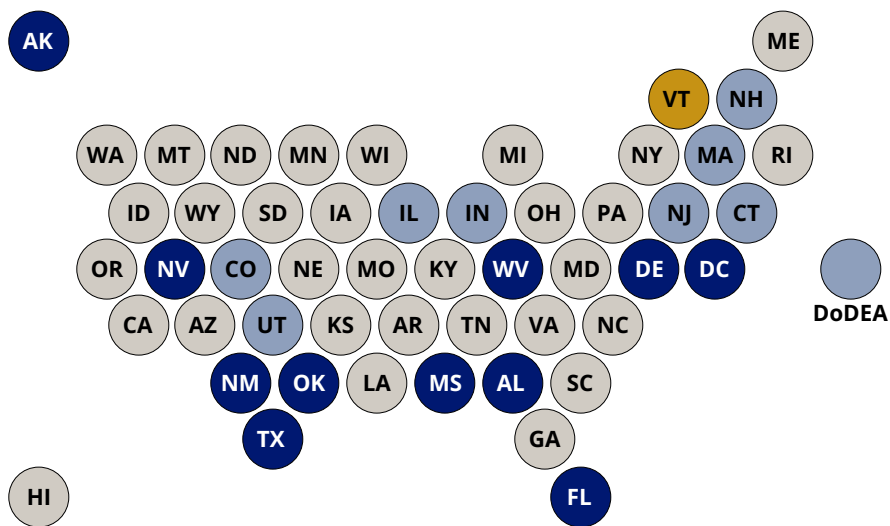 AK ME
VT NH
WA MT ND MN WI MI NY MA RI
ID WY SD IA IL IN OH PA NJ CT
OR NV CO NE MO KY WV MD DE DC
DoDEA
CA AZ UT KS AR TN VA NC
NM OK LA MS AL SC
TX GA
HI FL